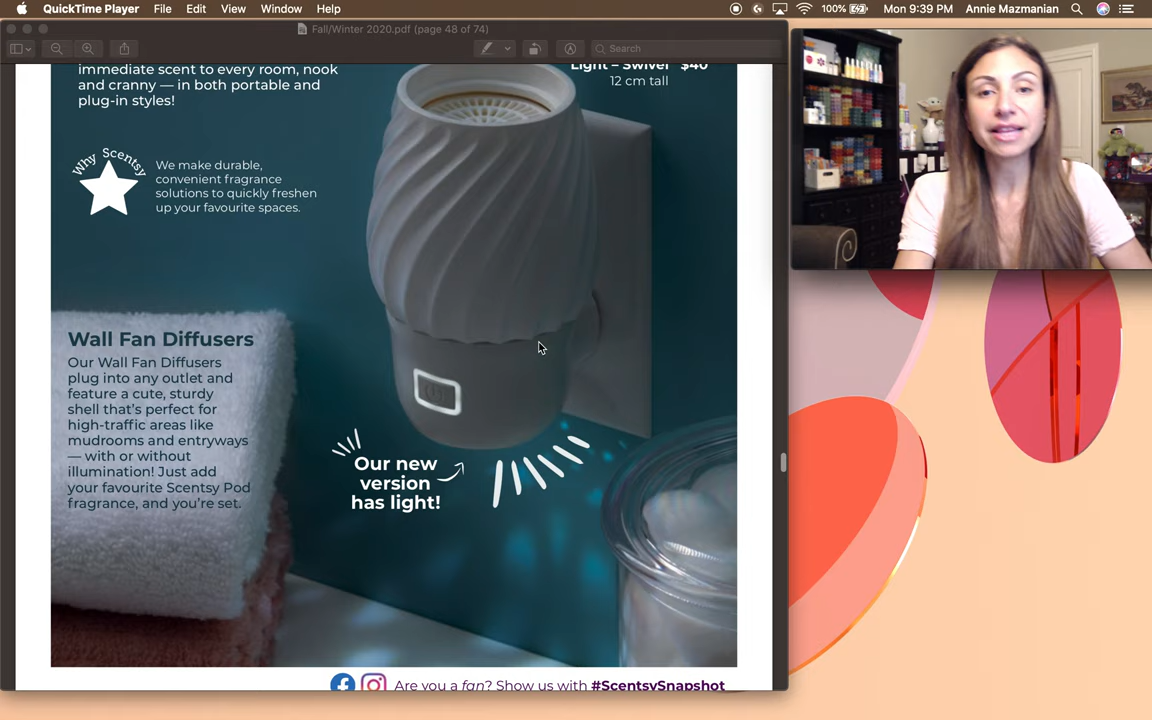 QuickTime Player File Edit View Window Help 100% Mon 9:39 PM Annie Mazmanian
Fall/Winter 2020.pdf (page 48 of 74)
Search
immediate scent to every room, nook
and cranny — in both portable and
plug-in styles!
Light – Swivel $40
12 cm tall
Why Scentsy
We make durable,
convenient fragrance
solutions to quickly freshen
up your favourite spaces.
Wall Fan Diffusers
Our Wall Fan Diffusers
plug into any outlet and
feature a cute, sturdy
shell that's perfect for
high-traffic areas like
mudrooms and entryways
— with or without
illumination! Just add
your favourite Scentsy Pod
fragrance, and you're set.
Our new
version
has light!
Are you a fan? Show us with #ScentsySnapshot